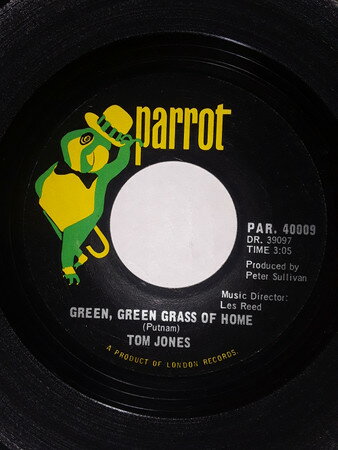 parrot
PAR. 40009
DR. 39097
TIME 3:05
Produced by
Peter Sullivan
Music Director:
Les Reed
GREEN, GREEN GRASS OF HOME
(Putnam)
TOM JONES
A PRODUCT OF LONDON RECORDS.